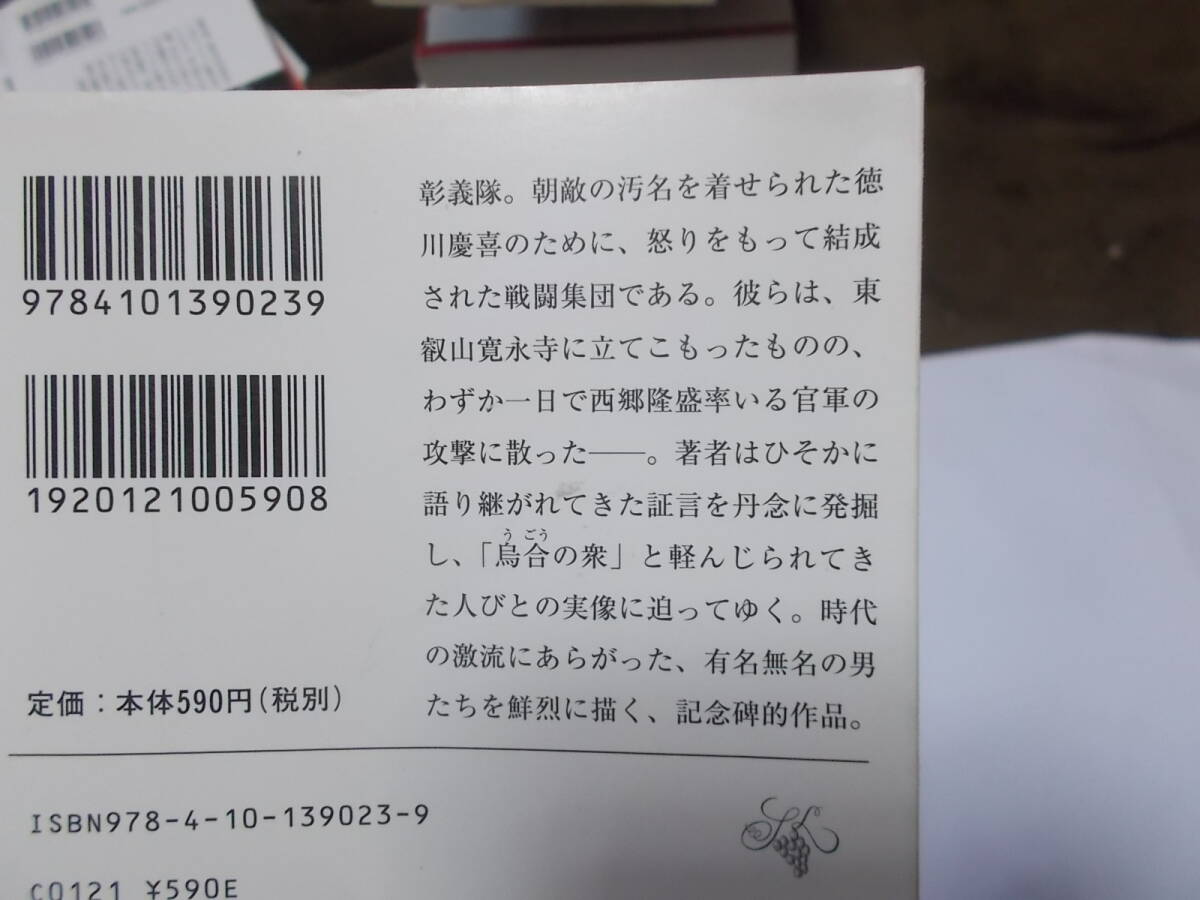 9784101390239
1920121005908
定価：本体590円(税別)
彰義隊。朝敵の汚名を着せられた徳
川慶喜のために、怒りをもって結成
された戦闘集団である。彼らは、東
叡山寛永寺に立てこもったものの、
わずか一日で西郷隆盛率いる官軍の
攻撃に散った――。著者はひそかに
語り継がれてきた証言を丹念に発掘
うごう
し、「烏合の衆」と軽んじられてき
た人びとの実像に迫ってゆく。時代
の激流にあらがった、有名無名の男
たちを鮮烈に描く、記念碑的作品。
ISBN978-4-10-139023-9
C0121 ¥590E